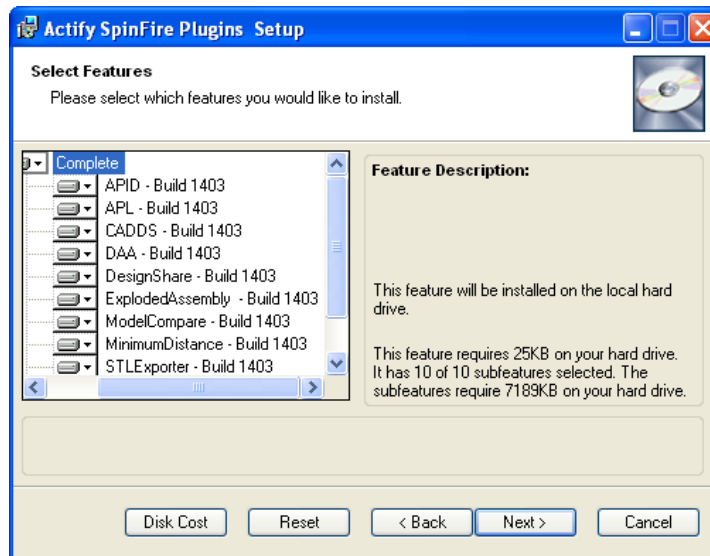 Actify SpinFire Plugins  Setup
Select Features
Please select which features you would like to install.
Complete
APID - Build 1403
APL - Build 1403
CADDS - Build 1403
DAA - Build 1403
DesignShare - Build 1403
ExplodedAssembly  - Build 1403
ModelCompare - Build 1403
MinimumDistance - Build 1403
STLExporter - Build 1403
Feature Description:
This feature will be installed on the local hard
drive.
This feature requires 25KB on your hard drive.
It has 10 of 10 subfeatures selected. The
subfeatures require 7189KB on your hard drive.
Disk Cost
Reset
< Back
Next >
Cancel